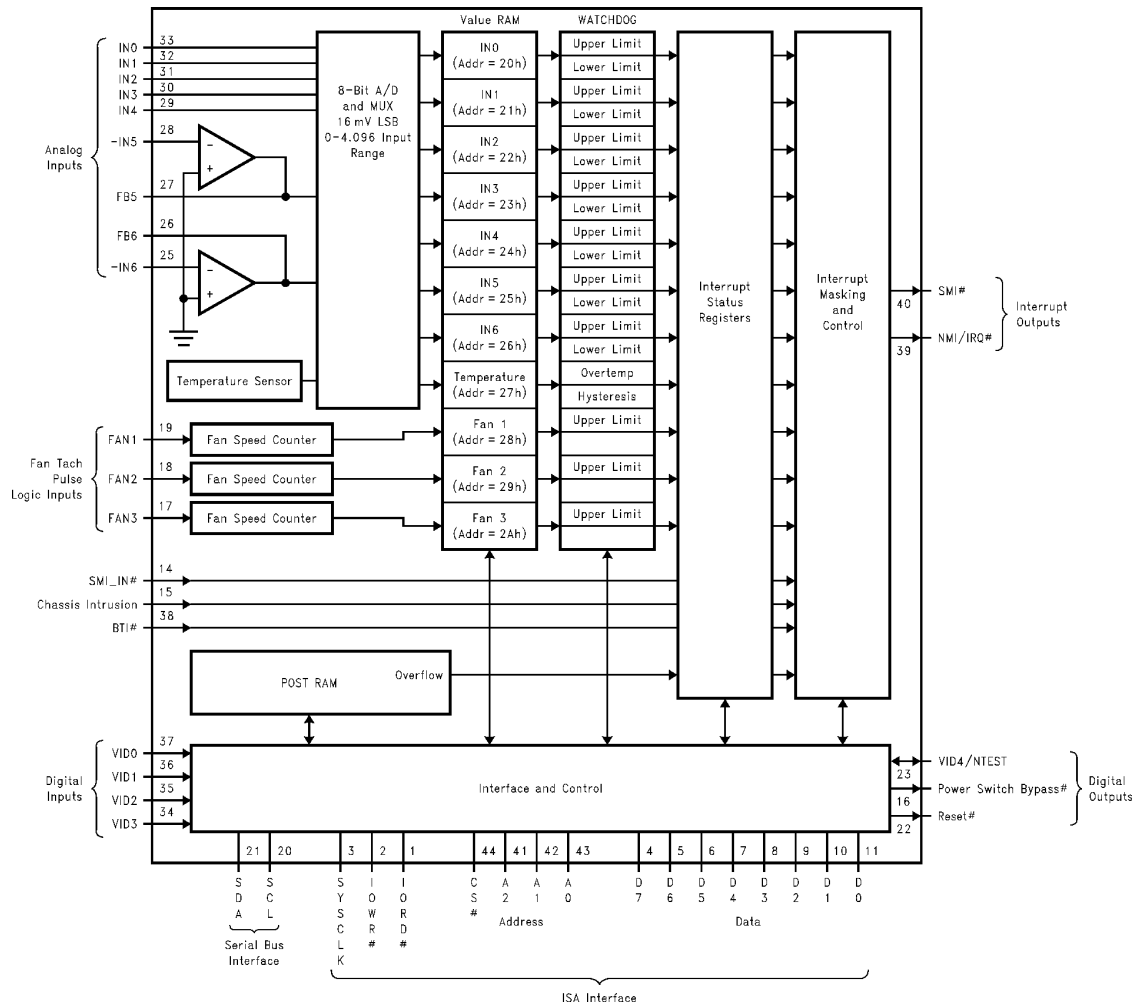 Value RAM
WATCHDOG
Analog
Inputs
IN0
33
IN1
32
IN2
31
IN3
30
IN4
29
-IN5
28
FB5
27
FB6
26
-IN6
25
-
+
-
+
8-Bit A/D
and MUX
16 mV LSB
0-4.096 Input
Range
Temperature Sensor
IN0
(Addr = 20h)
IN1
(Addr = 21h)
IN2
(Addr = 22h)
IN3
(Addr = 23h)
IN4
(Addr = 24h)
IN5
(Addr = 25h)
IN6
(Addr = 26h)
Temperature
(Addr = 27h)
Fan 1
(Addr = 28h)
Fan 2
(Addr = 29h)
Fan 3
(Addr = 2Ah)
Upper Limit
Lower Limit
Upper Limit
Lower Limit
Upper Limit
Lower Limit
Upper Limit
Lower Limit
Upper Limit
Lower Limit
Upper Limit
Lower Limit
Upper Limit
Lower Limit
Overtemp
Hysteresis
Upper Limit
Upper Limit
Upper Limit
Interrupt
Status
Registers
Interrupt
Masking
and
Control
SMI#
40
NMI/IRQ#
39
Interrupt
Outputs
Fan Tach
Pulse
Logic Inputs
FAN1
19
Fan Speed Counter
FAN2
18
Fan Speed Counter
FAN3
17
Fan Speed Counter
SMI_IN#
14
Chassis Intrusion
15
BTI#
38
POST RAM
Overflow
Digital
Inputs
VID0
37
VID1
36
VID2
35
VID3
34
Interface and Control
VID4/NTEST
23
Power Switch Bypass#
16
Reset#
22
Digital
Outputs
21 20 3 2 1 44 41 42 43 4 5 6 7 8 9 10 11
SDA
SCL
SYSCLK
IOWR#
IORD#
CS#
A2
A1
A0
D7
D6
D5
D4
D3
D2
D1
D0
Address
Data
Serial Bus
Interface
ISA Interface